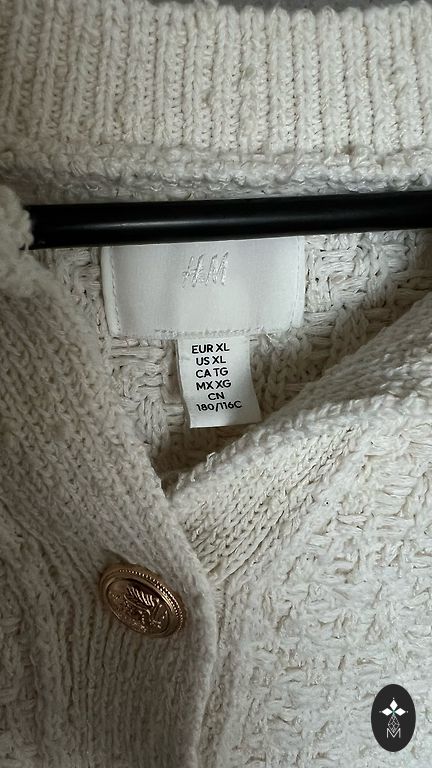 H&M
EUR XL
US XL
CA TG
MX XG
CN
180/116C
M